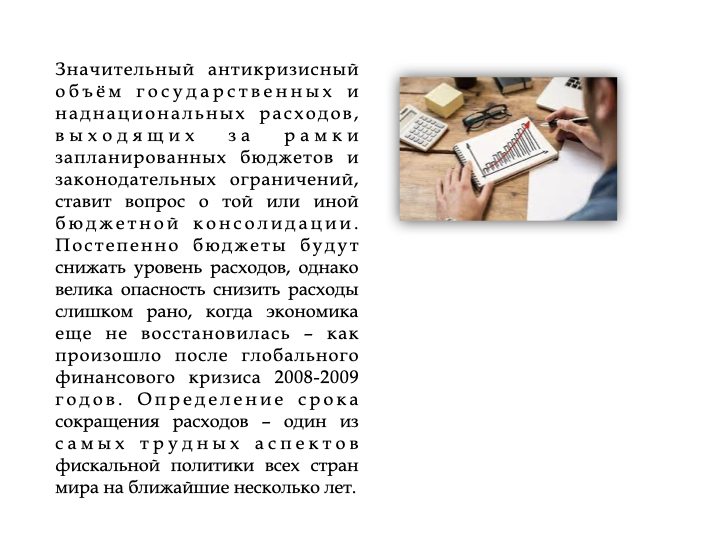 Значительный антикризисный
объём государственных и
наднациональных расходов,
выходящих за рамки
запланированных бюджетов и
законодательных ограничений,
ставит вопрос о той или иной
бюджетной консолидации.
Постепенно бюджеты будут
снижать уровень расходов, однако
велика опасность снизить расходы
слишком рано, когда экономика
еще не восстановилась – как
произошло после глобального
финансового кризиса 2008-2009
годов. Определение срока
сокращения расходов – один из
самых трудных аспектов
фискальной политики всех стран
мира на ближайшие несколько лет.